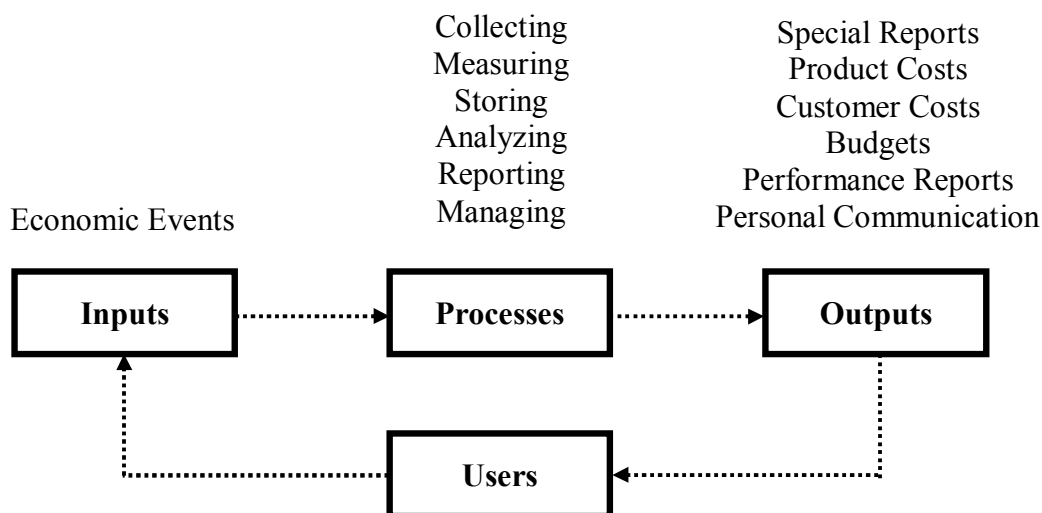 Collecting
Measuring
Storing
Analyzing
Reporting
Managing
Special Reports
Product Costs
Customer Costs
Budgets
Performance Reports
Personal Communication
Economic Events
Inputs
Processes
Outputs
Users